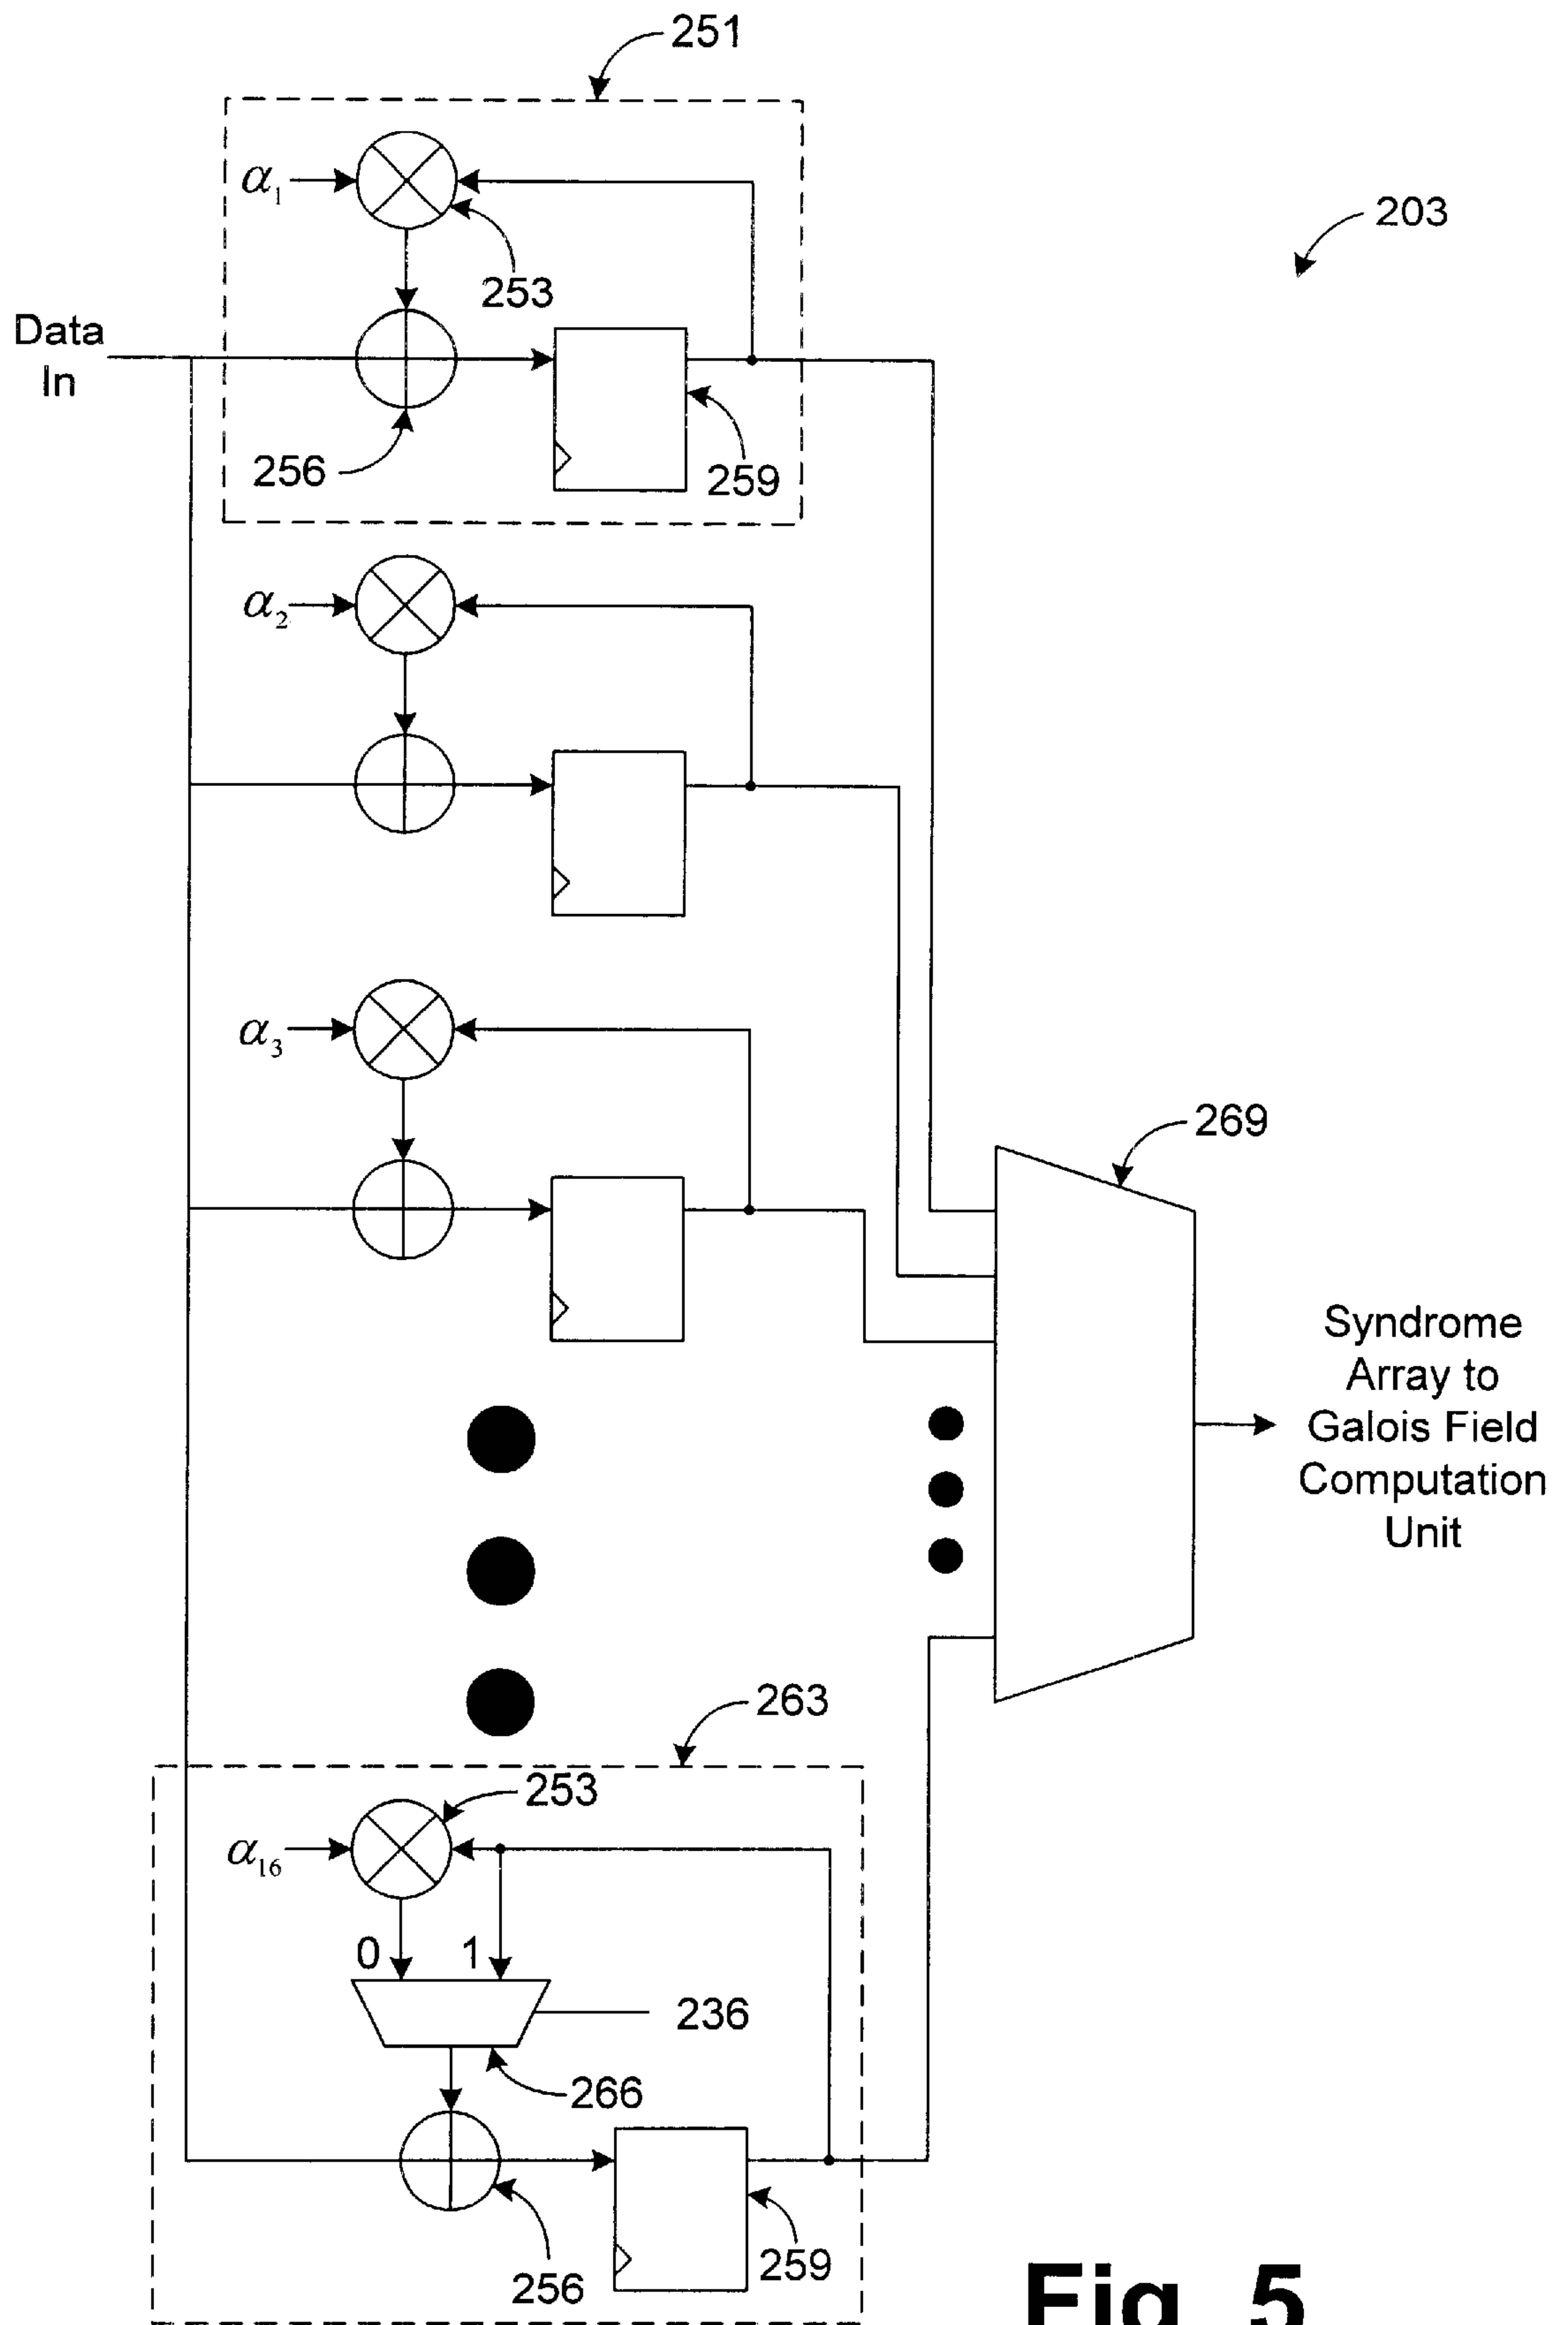 251
α₁
203
253
Data
In
256
259
α₂
α₃
269
Syndrome
Array to
Galois Field
Computation
Unit
263
253
α₁₆
0 1
236
266
259
256
Fig. 5